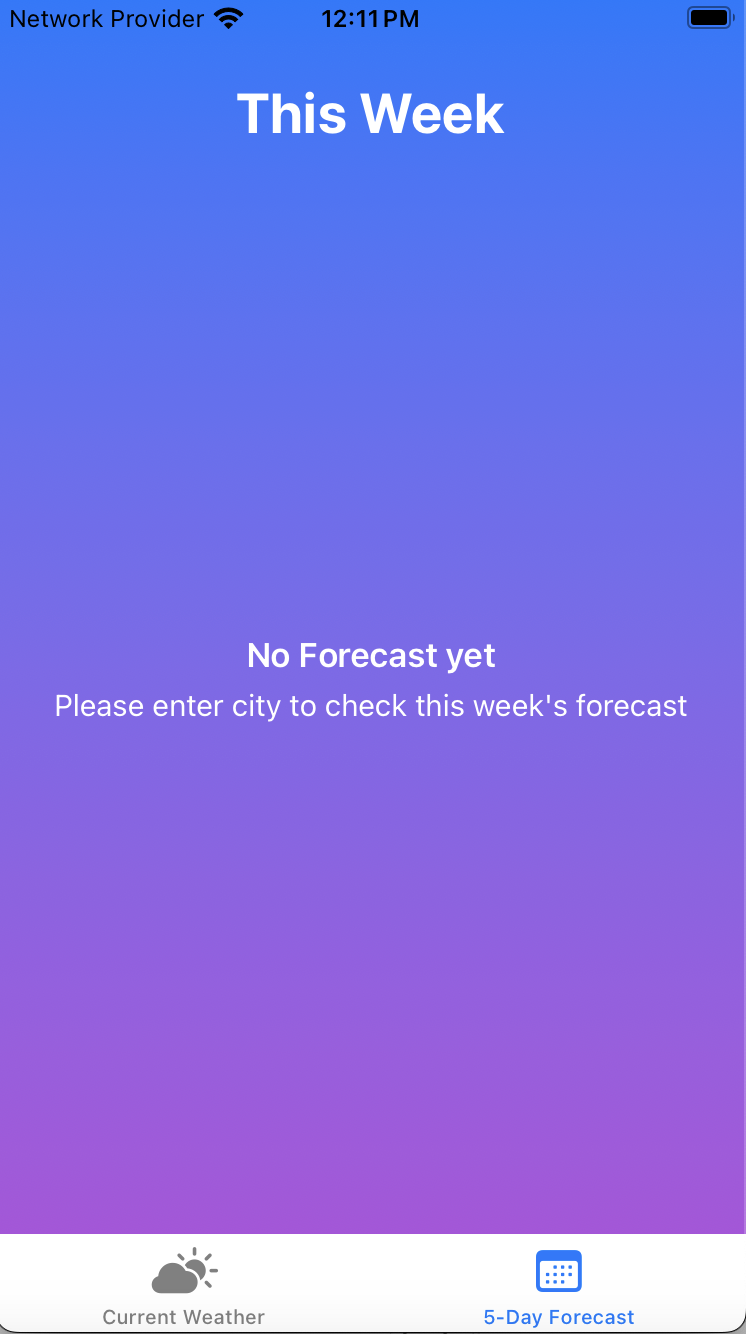 Network Provider 12:11 PM
This Week
No Forecast yet
Please enter city to check this week's forecast
Current Weather 5-Day Forecast